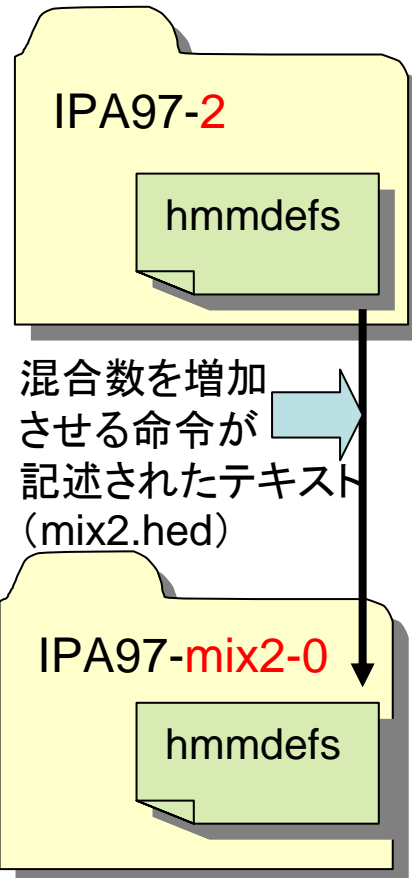 IPA97-2
hmmdefs
混合数を増加
させる命令が
記述されたテキスト
（mix2.hed）
IPA97-mix2-0
hmmdefs